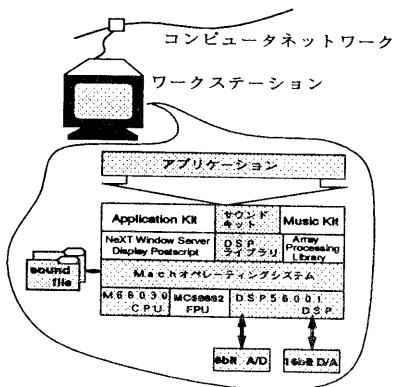 コンピュータネットワーク
ワークステーション
アプリケーション
Application Kit
サウンド
キット
Music Kit
NeXT Window Server
Display Postscript
DSP
ライブラリ
Array
Processing
Library
sound
file
Machオペレーティングシステム
M68030
CPU
MC68882
FPU
DSP56001
DSP
8bit A/D
16bit D/A